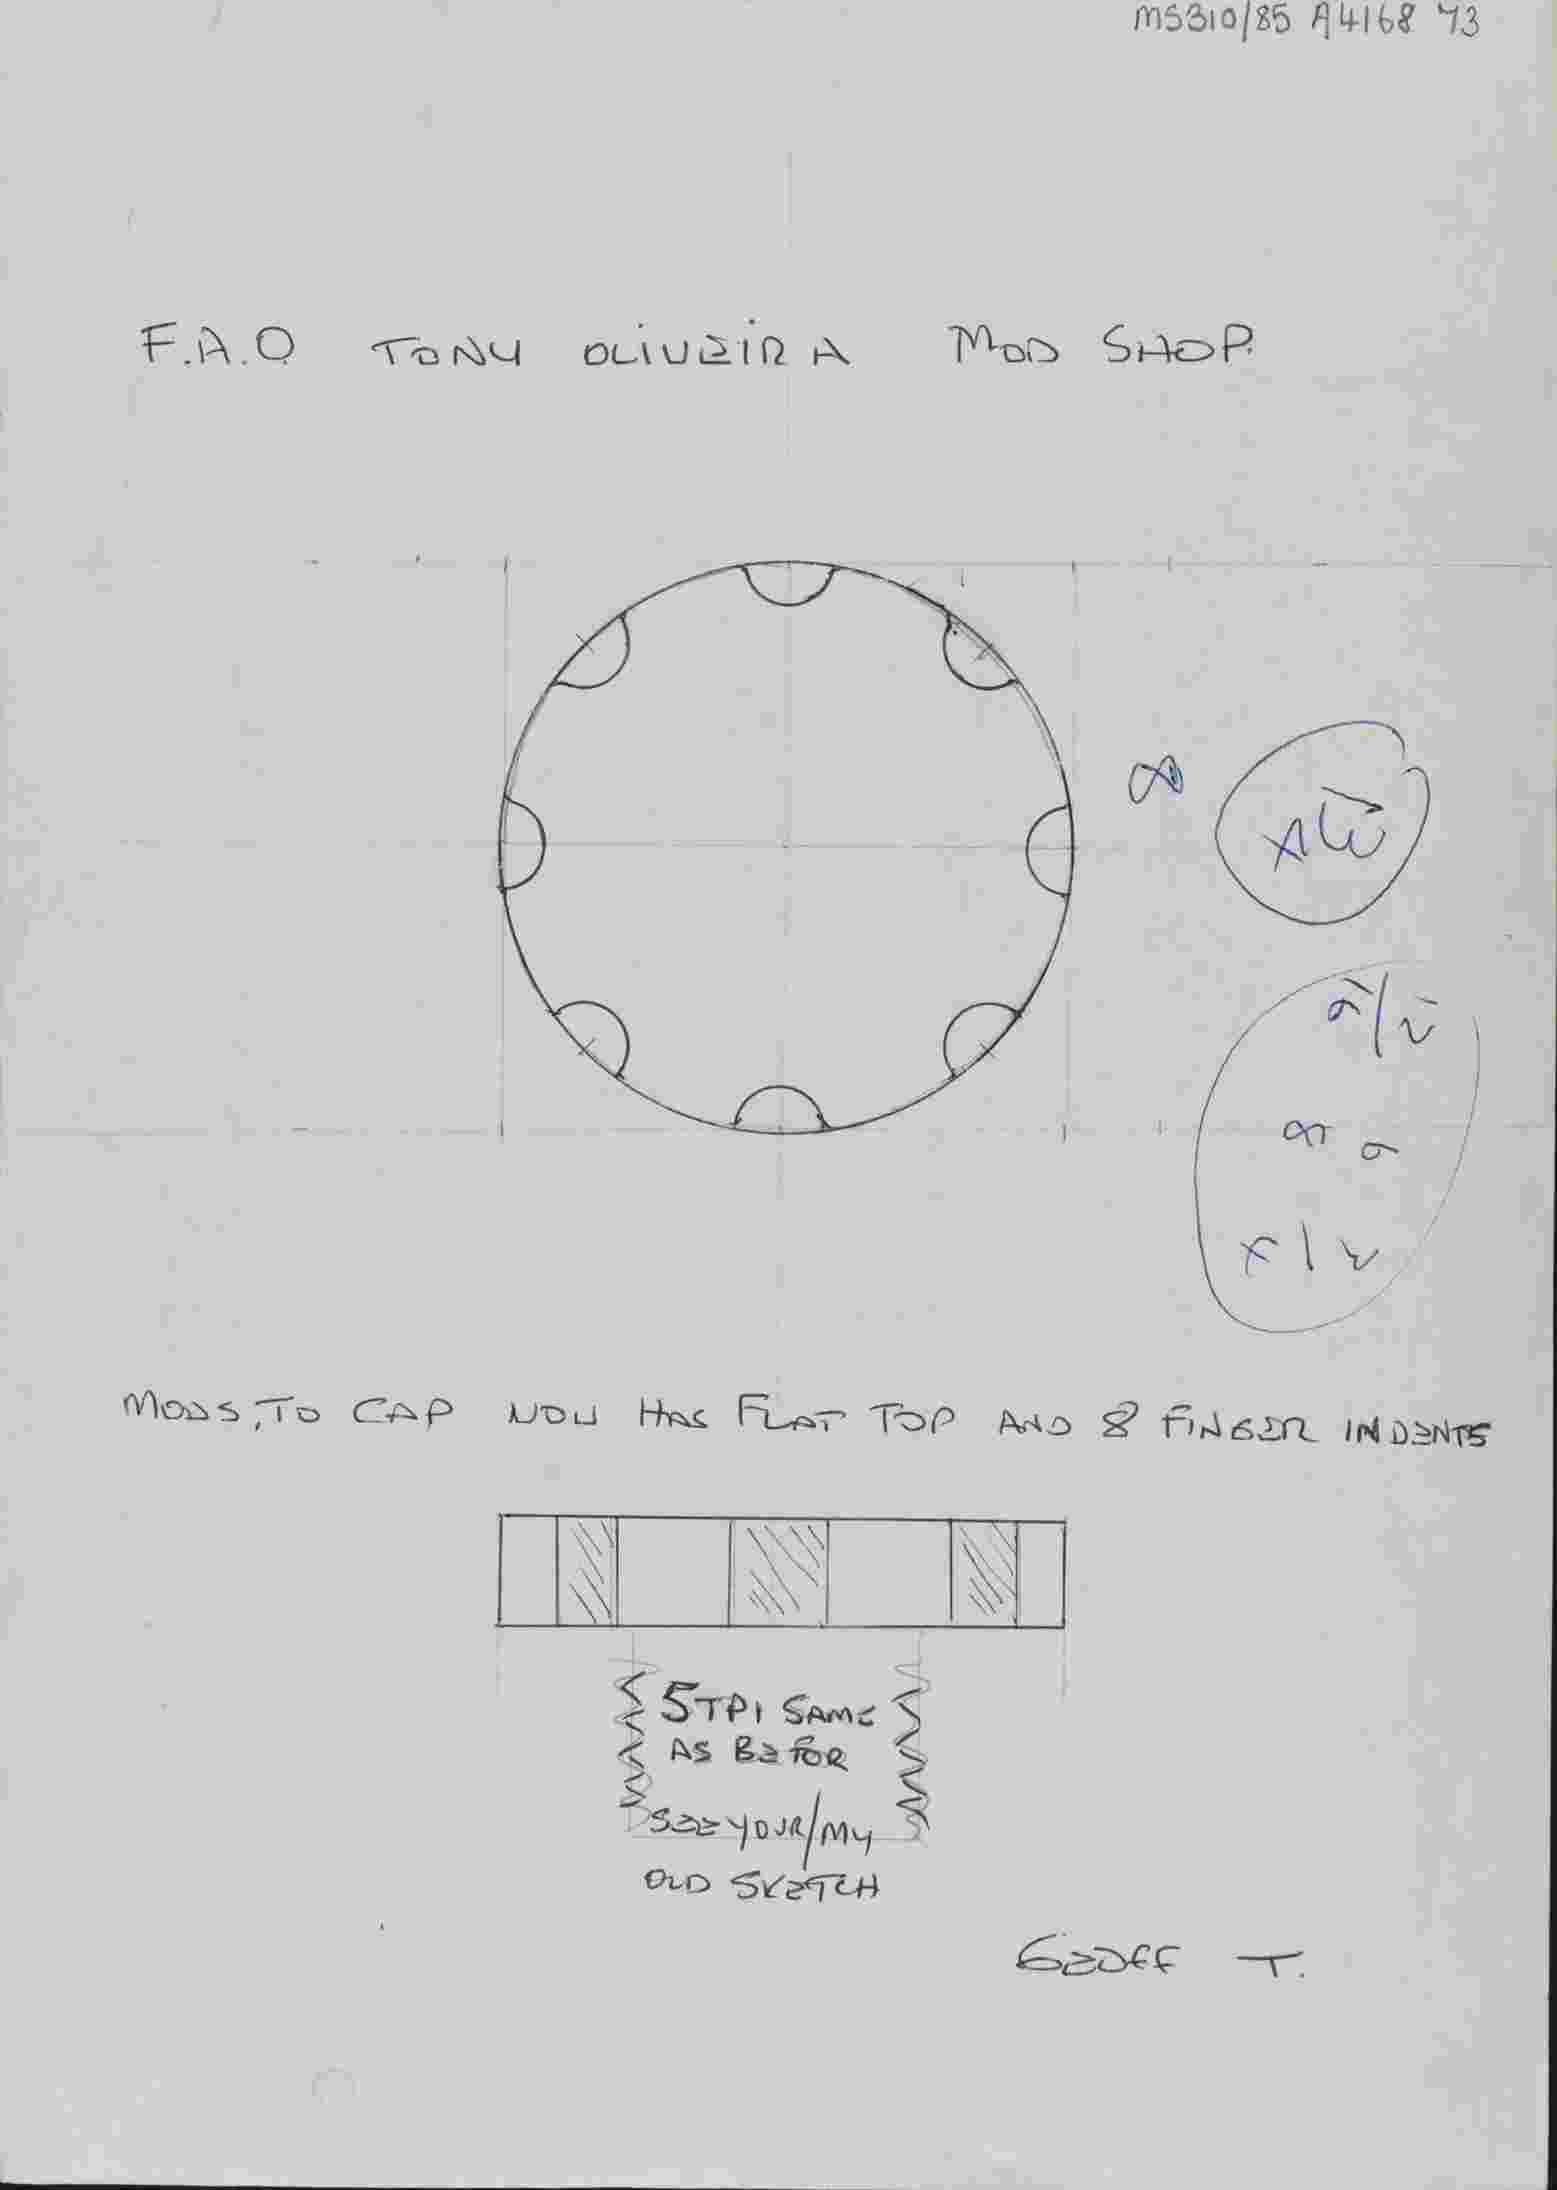 MS310/85 A4168 73
F.A.O TONY OLIVEIRA MOD SHOP.
MODS, TO CAP NOW HAS FLAT TOP AND 8 FINGER INDENTS
5TPI SAME
AS BEFOR
SEE YOUR/MY
OLD SKETCH
GEOFF T.